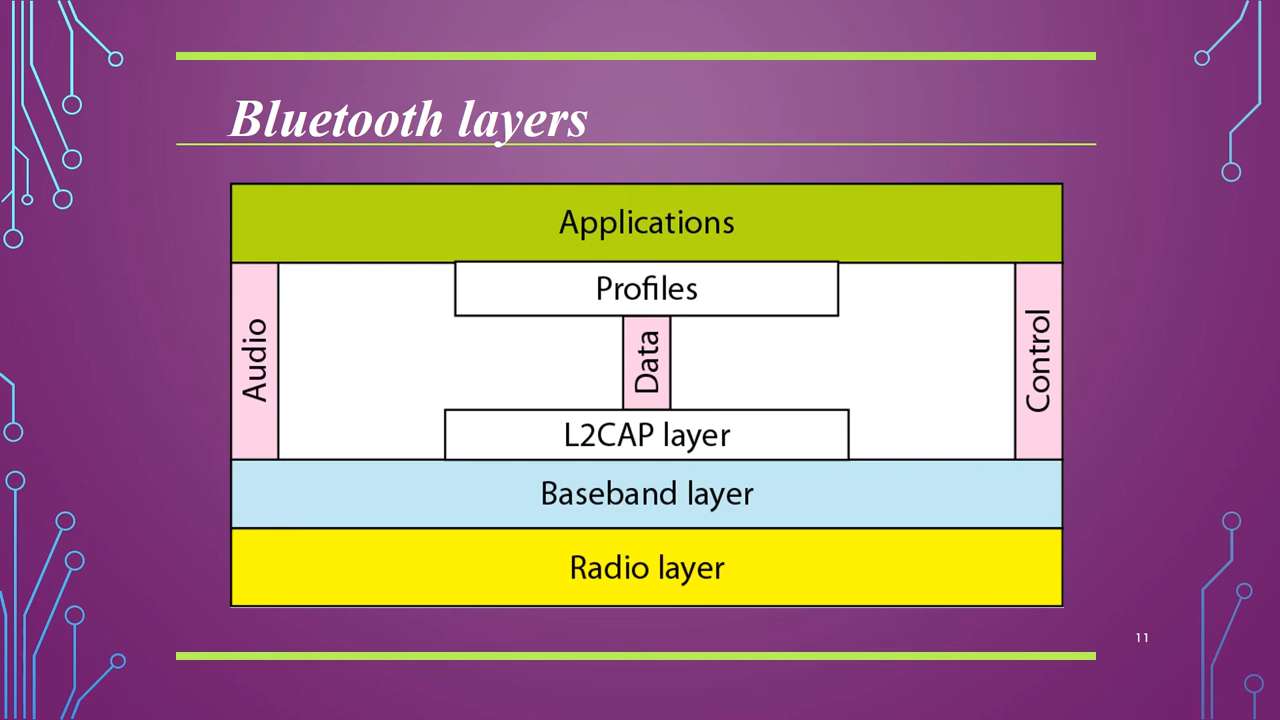 Bluetooth layers
Applications
Profiles
Audio
Data
Control
L2CAP layer
Baseband layer
Radio layer
11